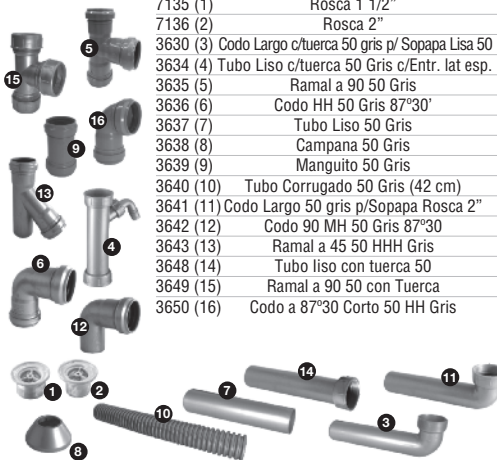 7135 (1) Rosca 1 1/2"
7136 (2) Rosca 2”
3630 (3) Codo Largo c/tuerca 50 gris p/ Sopapa Lisa 50
3634 (4) Tubo Liso c/tuerca 50 Gris c/Entr. lat esp.
3635 (5) Ramal a 90 50 Gris
3636 (6) Codo HH 50 Gris 87º30’
3637 (7) Tubo Liso 50 Gris
3638 (8) Campana 50 Gris
3639 (9) Manguito 50 Gris
3640 (10) Tubo Corrugado 50 Gris (42 cm)
3641 (11) Codo Largo 50 gris p/Sopapa Rosca 2”
3642 (12) Codo 90 MH 50 Gris 87º30
3643 (13) Ramal a 45 50 HHH Gris
3648 (14) Tubo liso con tuerca 50
3649 (15) Ramal a 90 50 con Tuerca
3650 (16) Codo a 87º30 Corto 50 HH Gris
5
15
16
9
13
4
6
12
1
2
8
10
7
14
3
11